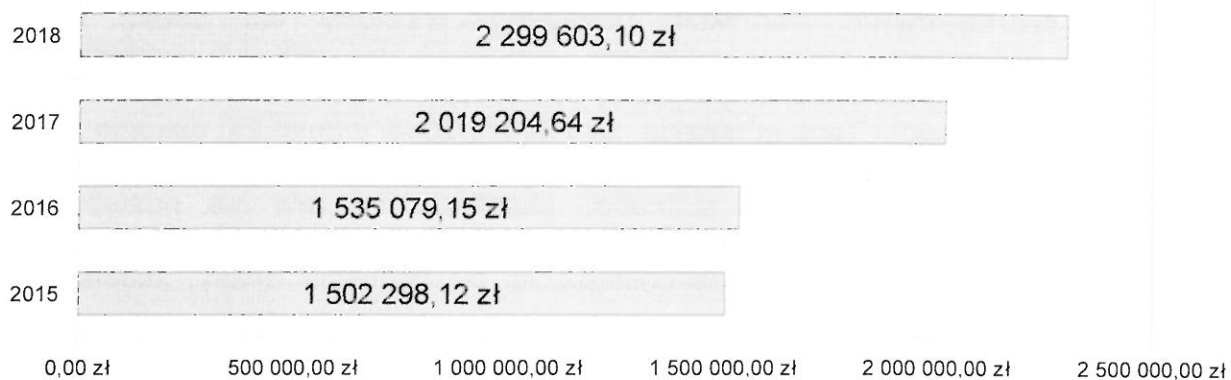 2018 2 299 603,10 zł
2017 2 019 204,64 zł
2016 1 535 079,15 zł
2015 1 502 298,12 zł
0,00 zł 500 000,00 zł 1 000 000,00 zł 1 500 000,00 zł 2 000 000,00 zł 2 500 000,00 zł